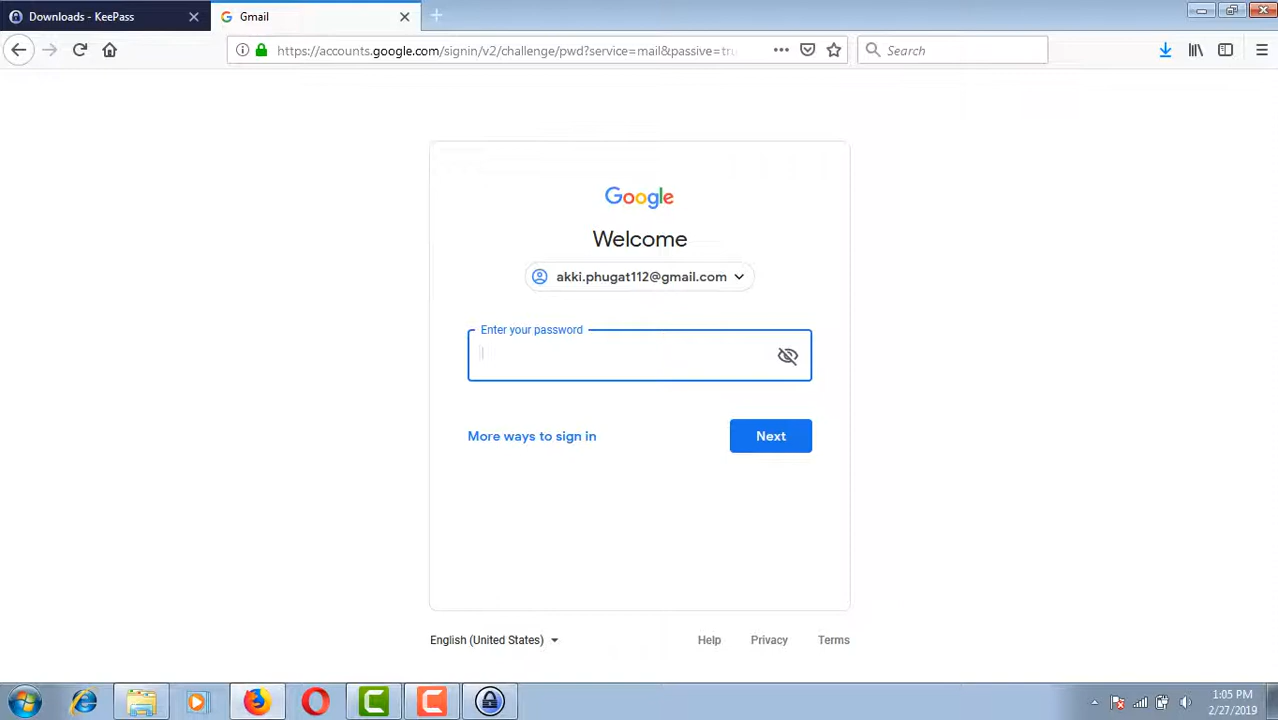 Downloads - KeePass
Gmail
https://accounts.google.com/signin/v2/challenge/pwd?service=mail&passive=tru
Search
Google
Welcome
akki.phugat112@gmail.com
Enter your password
More ways to sign in
Next
English (United States)
Help
Privacy
Terms
1:05 PM
2/27/2019